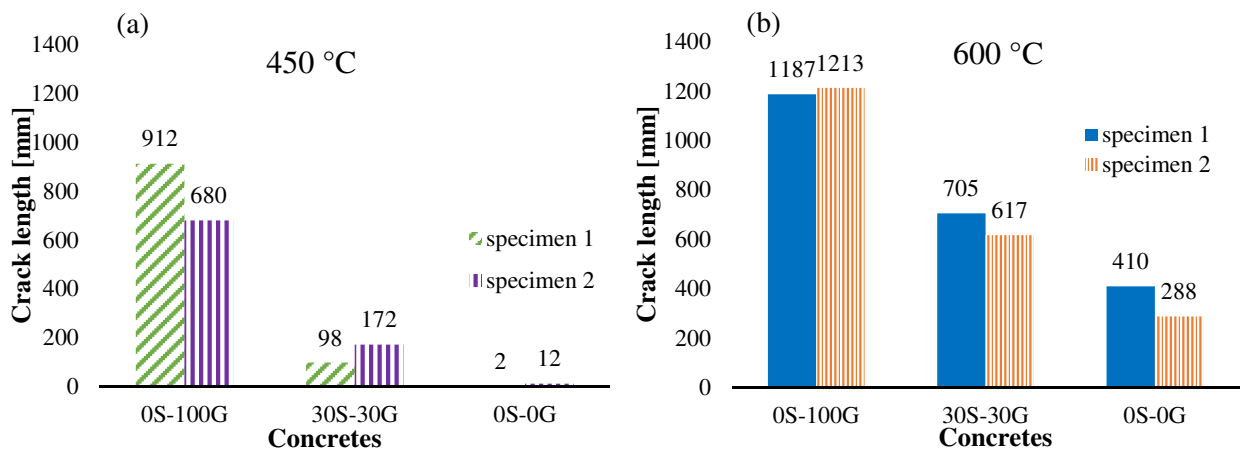 (a)
450 °C
Crack length [mm]
1400
1200
1000
800
600
400
200
0
912
680
98
172
2
12
specimen 1
specimen 2
0S-100G
30S-30G
0S-0G
Concretes
(b)
600 °C
Crack length [mm]
1400
1200
1000
800
600
400
200
0
1187
1213
705
617
410
288
specimen 1
specimen 2
0S-100G
30S-30G
0S-0G
Concretes